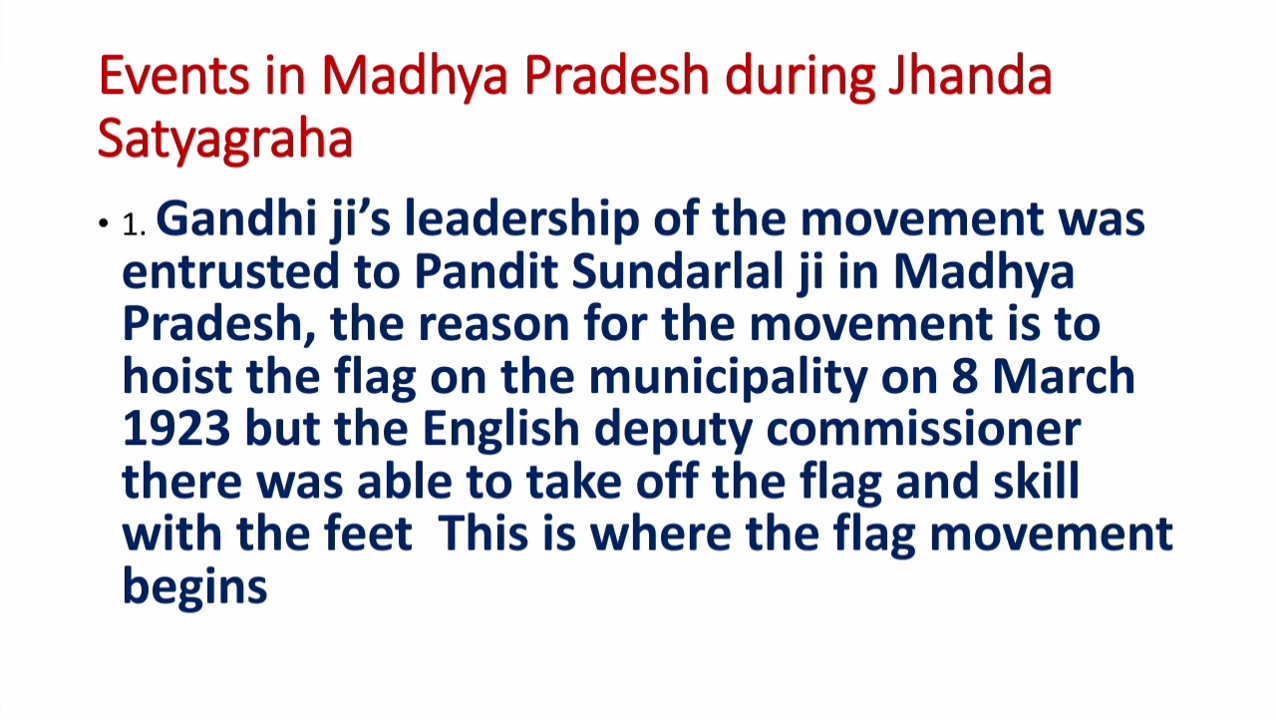 Events in Madhya Pradesh during Jhanda
Satyagraha
• 1. Gandhi ji’s leadership of the movement was
entrusted to Pandit Sundarlal ji in Madhya
Pradesh, the reason for the movement is to
hoist the flag on the municipality on 8 March
1923 but the English deputy commissioner
there was able to take off the flag and skill
with the feet  This is where the flag movement
begins